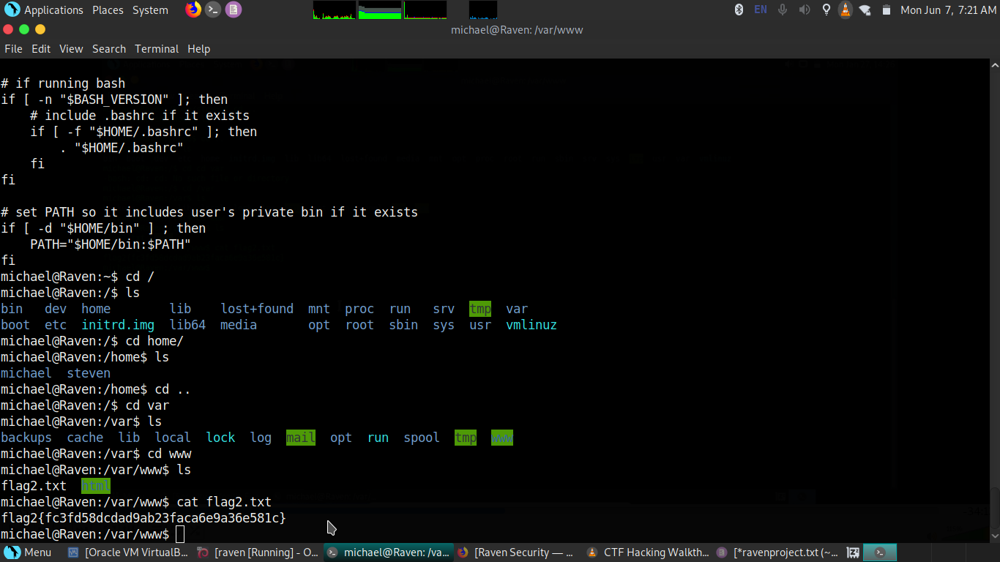 Applications Places System EN Mon Jun 7, 7:21 AM
michael@Raven: /var/www
File Edit View Search Terminal Help
# if running bash
if [ -n "$BASH_VERSION" ]; then
    # include .bashrc if it exists
    if [ -f "$HOME/.bashrc" ]; then
        . "$HOME/.bashrc"
    fi
fi
# set PATH so it includes user's private bin if it exists
if [ -d "$HOME/bin" ] ; then
    PATH="$HOME/bin:$PATH"
fi
michael@Raven:~$ cd /
michael@Raven:/$ ls
bin   dev  home        lib    lost+found  mnt  proc  run   srv  tmp  var
boot  etc  initrd.img  lib64  media       opt  root  sbin  sys  usr  vmlinuz
michael@Raven:/$ cd home/
michael@Raven:/home$ ls
michael  steven
michael@Raven:/home$ cd ..
michael@Raven:/$ cd var
michael@Raven:/var$ ls
backups  cache  lib  local  lock  log  mail  opt  run  spool  tmp  www
michael@Raven:/var$ cd www
michael@Raven:/var/www$ ls
flag2.txt  html
michael@Raven:/var/www$ cat flag2.txt
flag2{fc3fd58dcdad9ab23faca6e9a36e581c}
michael@Raven:/var/www$
Menu [Oracle VM VirtualB... [raven [Running] - O... michael@Raven: /va... [Raven Security — ... CTF Hacking Walkth... [*ravenproject.txt (~...